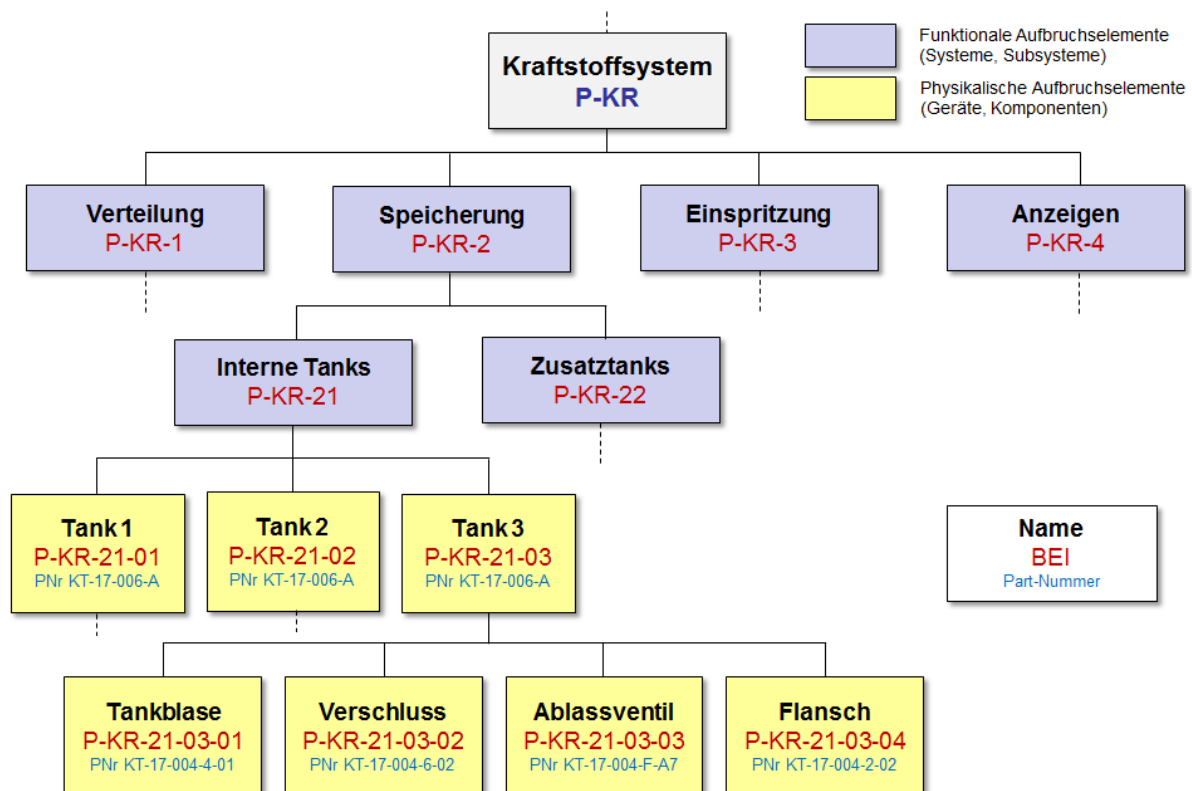 Kraftstoffsystem
P-KR
Funktionale Aufbruchselemente
(Systeme, Subsysteme)
Physikalische Aufbruchselemente
(Geräte, Komponenten)
Verteilung
P-KR-1
Speicherung
P-KR-2
Einspritzung
P-KR-3
Anzeigen
P-KR-4
Interne Tanks
P-KR-21
Zusatztanks
P-KR-22
Tank 1
P-KR-21-01
PNr KT-17-006-A
Tank 2
P-KR-21-02
PNr KT-17-006-A
Tank 3
P-KR-21-03
PNr KT-17-006-A
Name
BEI
Part-Nummer
Tankblase
P-KR-21-03-01
PNr KT-17-004-4-01
Verschluss
P-KR-21-03-02
PNr KT-17-004-6-02
Ablassventil
P-KR-21-03-03
PNr KT-17-004-F-A7
Flansch
P-KR-21-03-04
PNr KT-17-004-2-02